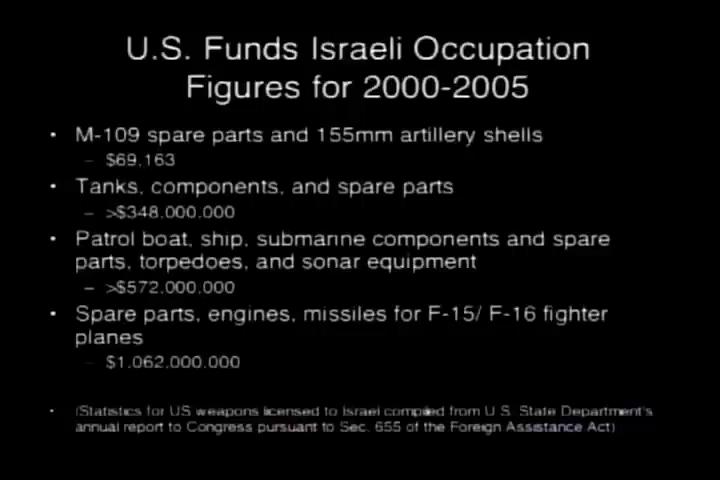 U.S. Funds Israeli Occupation
Figures for 2000-2005
• M-109 spare parts and 155mm artillery shells
– $69,163
• Tanks, components, and spare parts
– >$348,000,000
• Patrol boat, ship, submarine components and spare
parts, torpedoes, and sonar equipment
– >$572,000,000
• Spare parts, engines, missiles for F-15/ F-16 fighter
planes
– $1,062,000,000
• (Statistics for US weapons licensed to Israel compiled from U.S. State Department's
annual report to Congress pursuant to Sec. 655 of the Foreign Assistance Act)